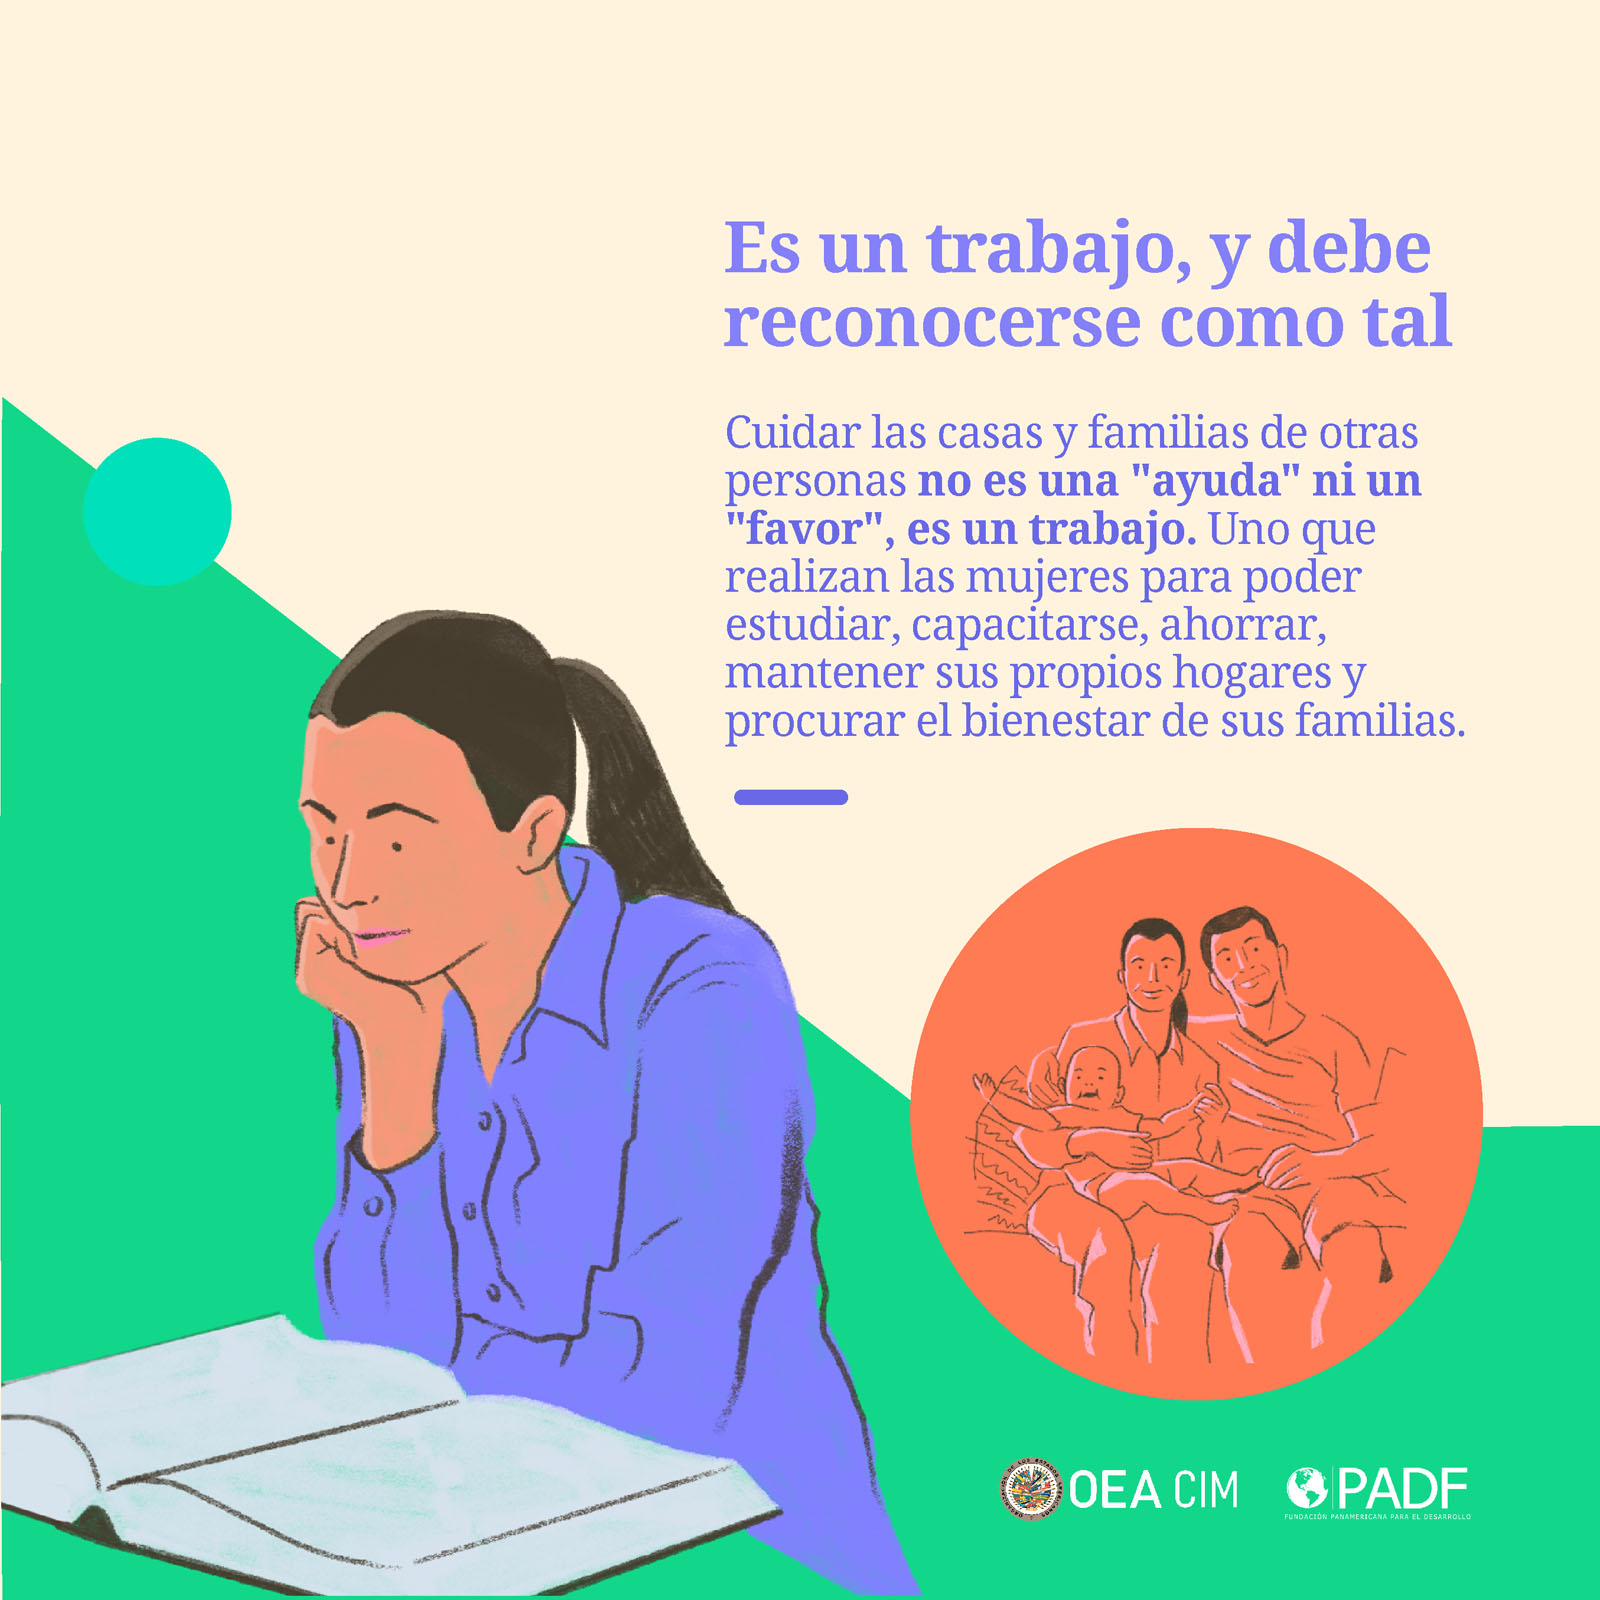 Es un trabajo, y debe
reconocerse como tal
Cuidar las casas y familias de otras
personas no es una "ayuda" ni un
"favor", es un trabajo. Uno que
realizan las mujeres para poder
estudiar, capacitarse, ahorrar,
mantener sus propios hogares y
procurar el bienestar de sus familias.
OEA CIM
PADF
FUNDACIÓN PANAMERICANA PARA EL DESARROLLO